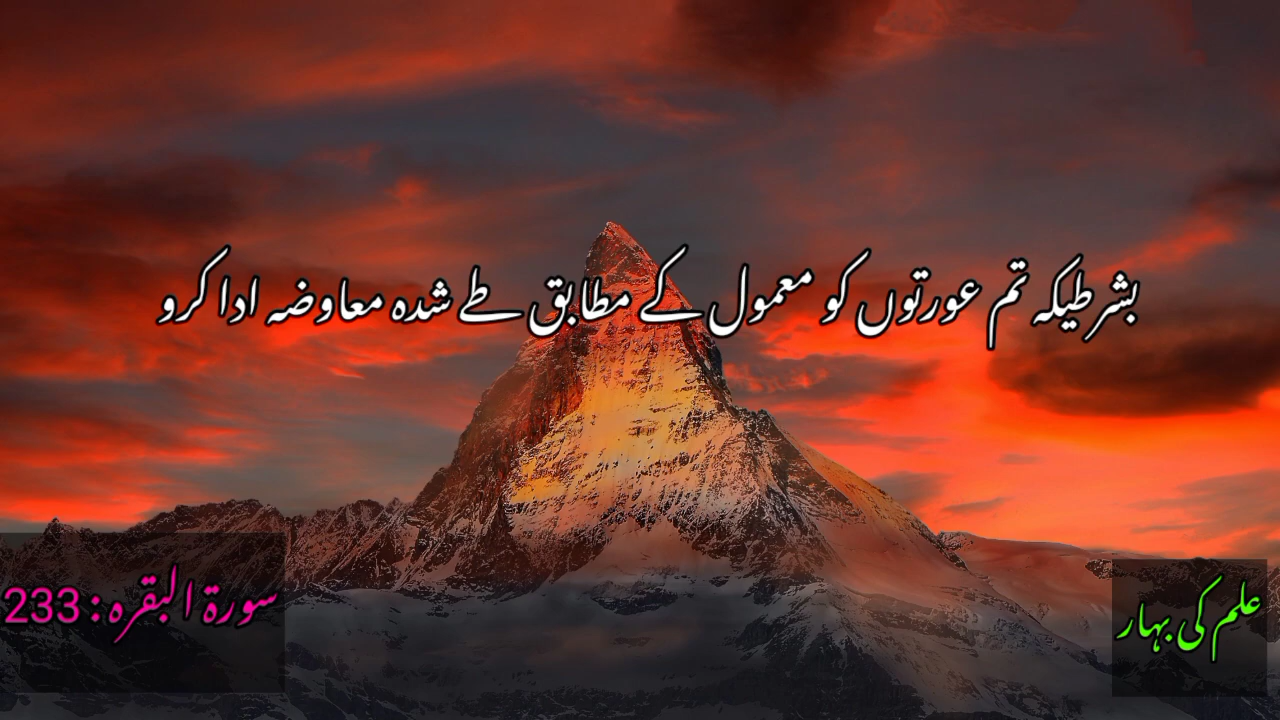 بشرطیکہ تم عورتوں کو معمول کے مطابق طے شدہ معاوضہ ادا کرو
سورۃ البقرہ : 233
علم کی بہار